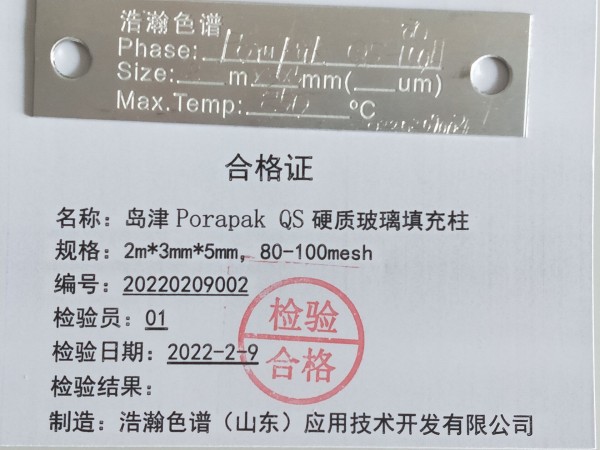 浩瀚色谱
Phase:
Size: m mm( um)
Max.Temp: ℃
合格证
名称：岛津 Porapak QS 硬质玻璃填充柱
规格：2m*3mm*5mm，80-100mesh
编号：20220209002
检验员：01
检验日期：2022-2-9
检验结果：
检验
合格
制造：浩瀚色谱（山东）应用技术开发有限公司